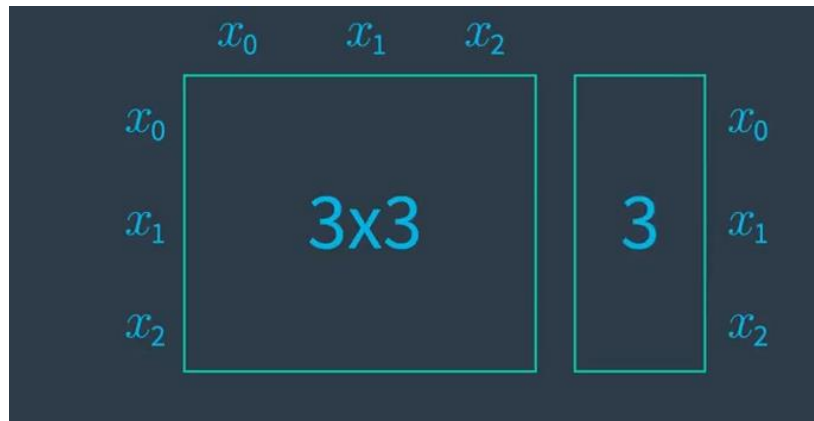 x₀ x₁ x₂
x₀ x₀
3x3 3
x₁ x₁
x₂ x₂